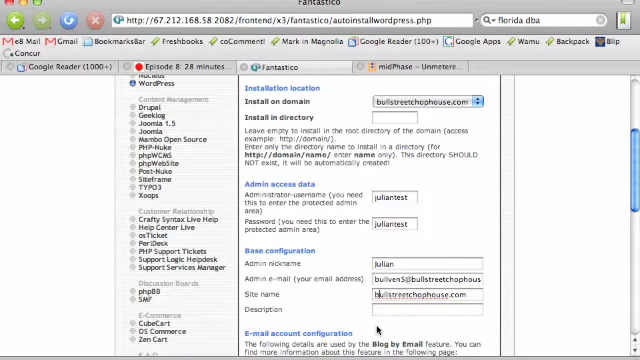 Fantastico
http://67.212.168.58:2082/frontend/x3/fantastico/autoinstallwordpress.php
florida dba
e8 Mail Gmail BookmarksBar Freshbooks coComment! Mark in Magnolia Google Reader (1000+) Google Apps Wamu Backpack Blip
Concur
Google Reader (1000+) Episode 8: 28 minutes... Fantastico midPhase - Unmetere...
Nucleus
WordPress
Content Management
Drupal
Geeklog
Joomla 1.5
Joomla
Mambo Open Source
PHP-Nuke
phpWCMS
phpWebSite
Post-Nuke
Siteframe
TYPO3
Xoops
Customer Relationship
Crafty Syntax Live Help
Help Center Live
osTicket
PerlDesk
PHP Support Tickets
Support Logic Helpdesk
Support Services Manager
Discussion Boards
phpBB
SMF
E-Commerce
CubeCart
OS Commerce
Zen Cart
F.A.Q
Installation location
Install on domain bullstreetchophouse.com
Install in directory
Leave empty to install in the root directory of the domain (access
example: http://domain/).
Enter only the directory name to install in a directory (for
http://domain/name/ enter name only). This directory SHOULD
NOT exist, it will be automatically created!
Admin access data
Administrator-username (you need
this to enter the protected admin
area) juliantest
Password (you need this to enter the
protected admin area) juliantest
Base configuration
Admin nickname Julian
Admin e-mail (your email address) buliven5@bullstreetchophous
Site name bullstreetchophouse.com
Description
E-mail account configuration
The following details are used by the Blog by Email feature. You can
find more information about this feature in the following page: